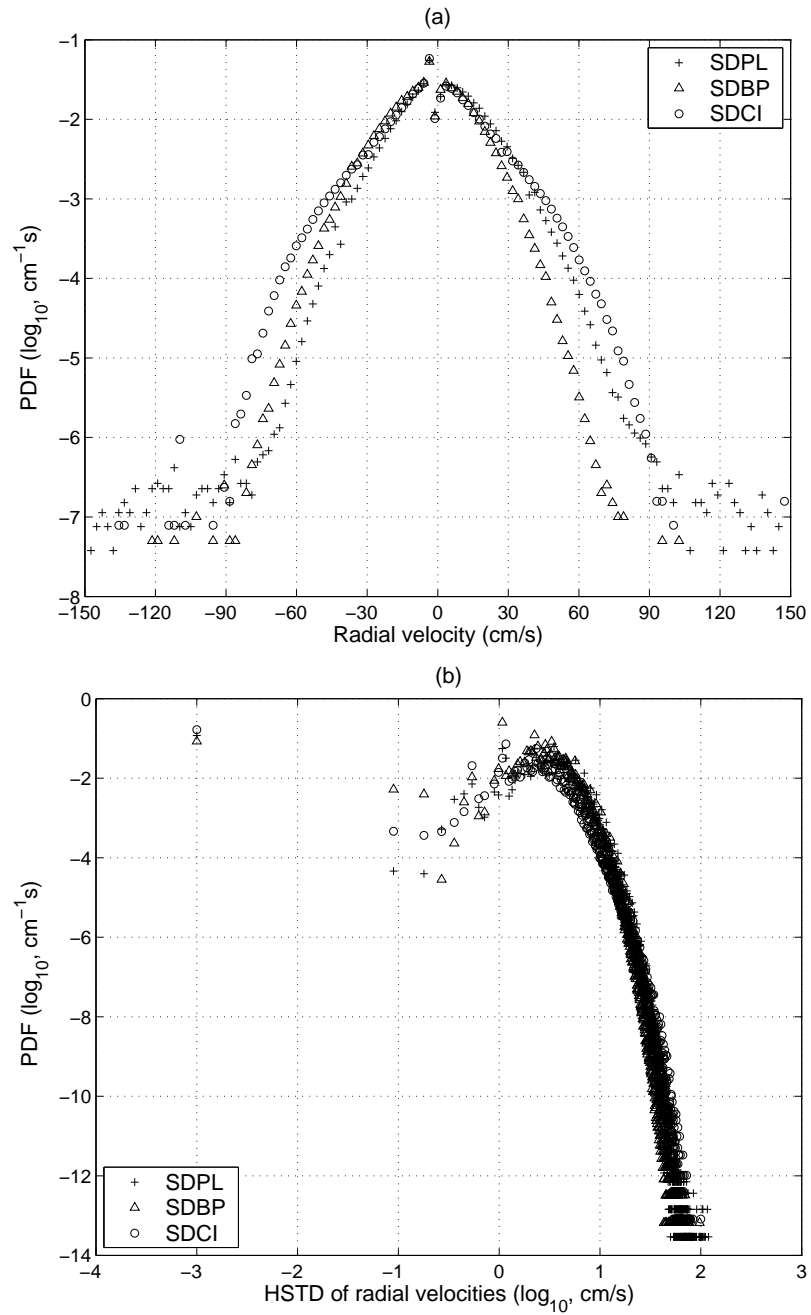 (a)
−1
−2
−3
−4
−5
−6
−7
−8
PDF (log₁₀, cm⁻¹s)
SDPL
SDBP
SDCI
−150 −120 −90 −60 −30 0 30 60 90 120 150
Radial velocity (cm/s)
(b)
0
−2
−4
−6
−8
−10
−12
−14
PDF (log₁₀, cm⁻¹s)
SDPL
SDBP
SDCI
−4 −3 −2 −1 0 1 2 3
HSTD of radial velocities (log₁₀, cm/s)